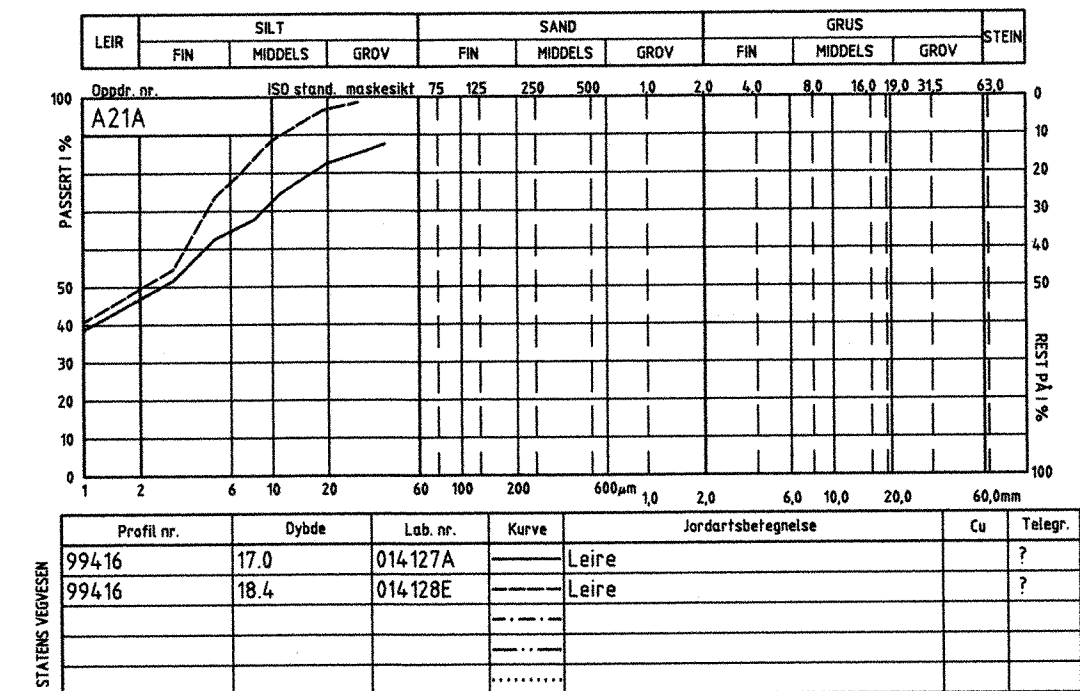 LEIR SILT SAND GRUS STEIN
FIN MIDDELS GROV FIN MIDDELS GROV FIN MIDDELS GROV
Oppdr. nr. ISO stand. maskesikt 75 125 250 500 1,0 2,0 4,0 8,0 16,0 19,0 31,5 63,0
A21A
PASSERT I %
100
50
40
30
20
10
0
0
10
20
30
40
50
100
REST PÅ I %
1 2 6 10 20 60 100 200 600µm 1,0 2,0 6,0 10,0 20,0 60,0mm
Profil nr. Dybde Lab. nr. Kurve Jordartsbetegnelse Cu Telegr.
99416 17.0 014127A Leire ?
99416 18.4 014128E Leire ?
STATENS VEGVESEN